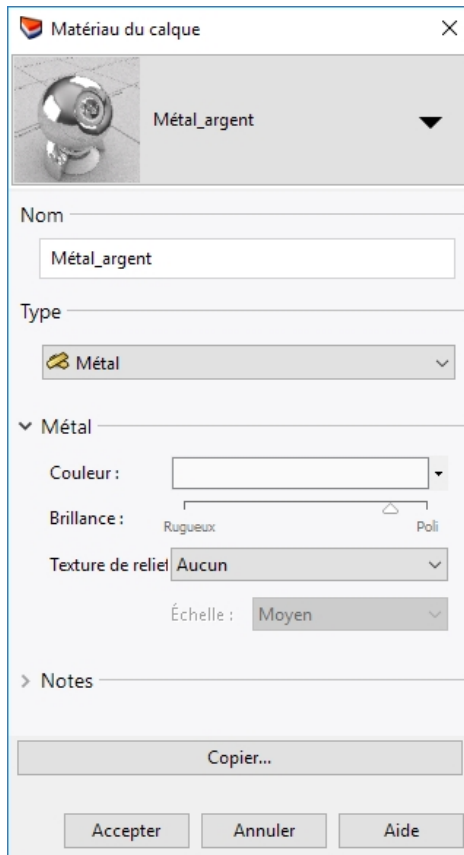 Matériau du calque
Métal_argent
Nom
Métal_argent
Type
Métal
Métal
Couleur :
Brillance :
Rugueux Poli
Texture de relief Aucun
Échelle : Moyen
Notes
Copier...
Accepter Annuler Aide